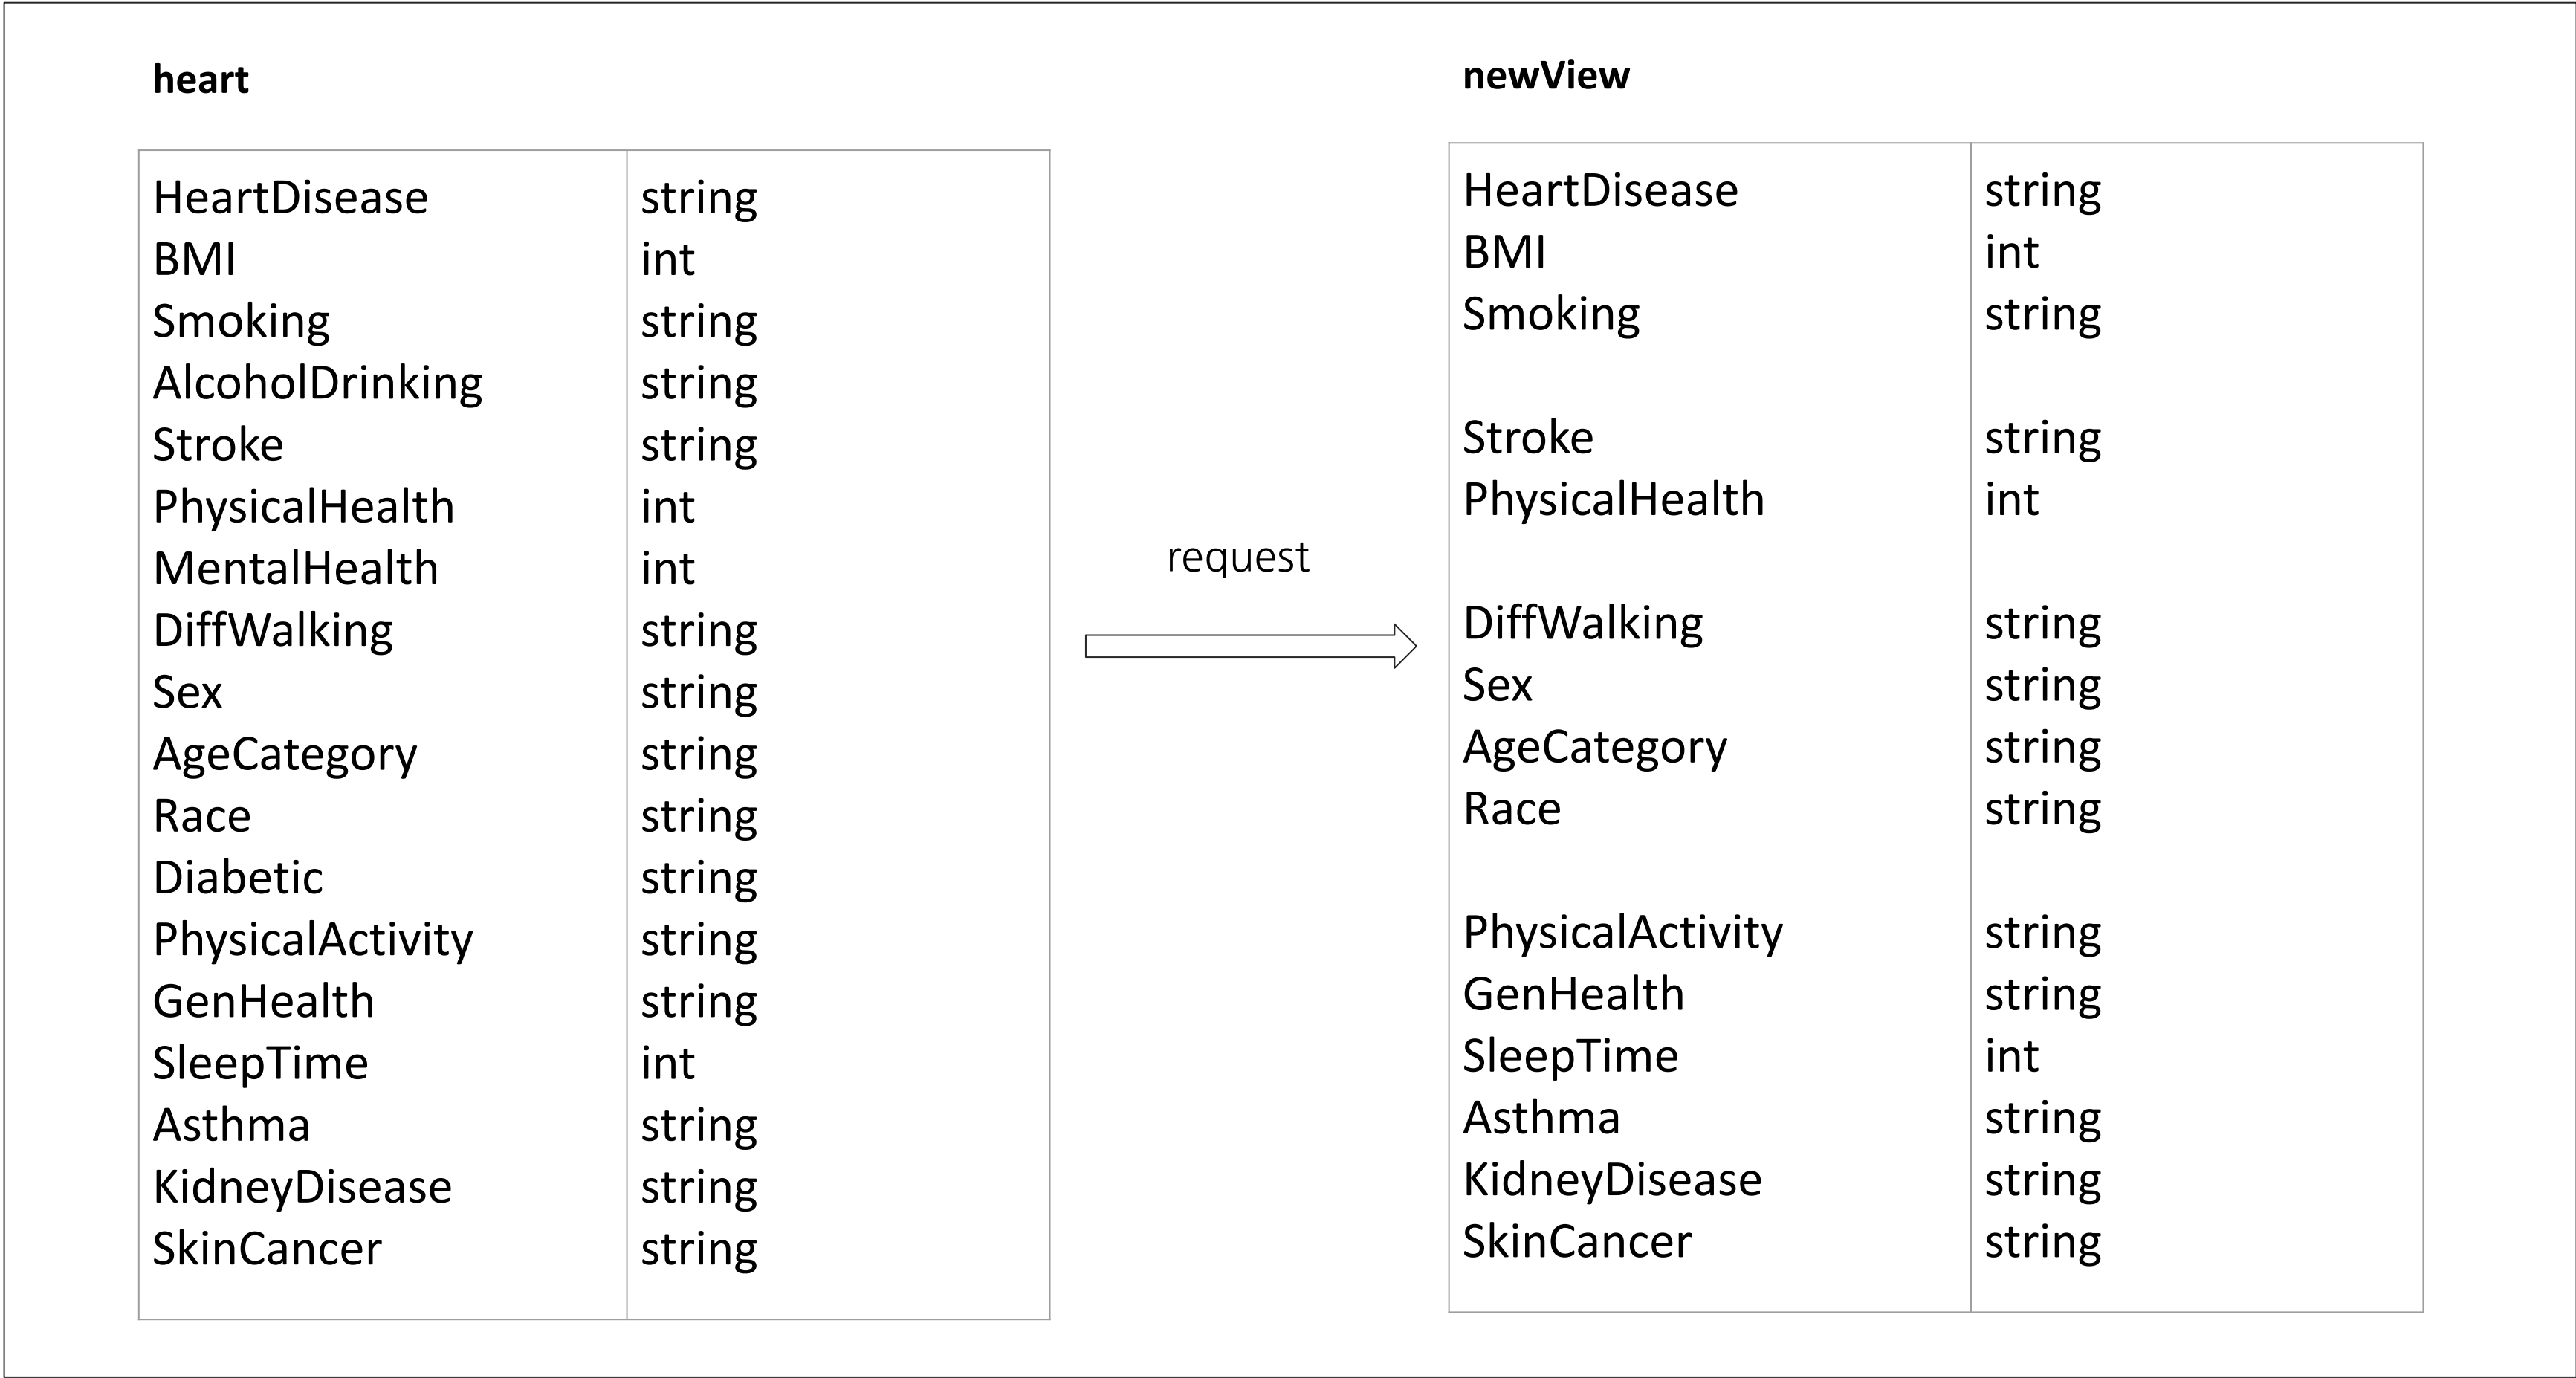 heart
HeartDisease string
BMI int
Smoking string
AlcoholDrinking string
Stroke string
PhysicalHealth int
MentalHealth int
DiffWalking string
Sex string
AgeCategory string
Race string
Diabetic string
PhysicalActivity string
GenHealth string
SleepTime int
Asthma string
KidneyDisease string
SkinCancer string
request
newView
HeartDisease string
BMI int
Smoking string
Stroke string
PhysicalHealth int
DiffWalking string
Sex string
AgeCategory string
Race string
PhysicalActivity string
GenHealth string
SleepTime int
Asthma string
KidneyDisease string
SkinCancer string